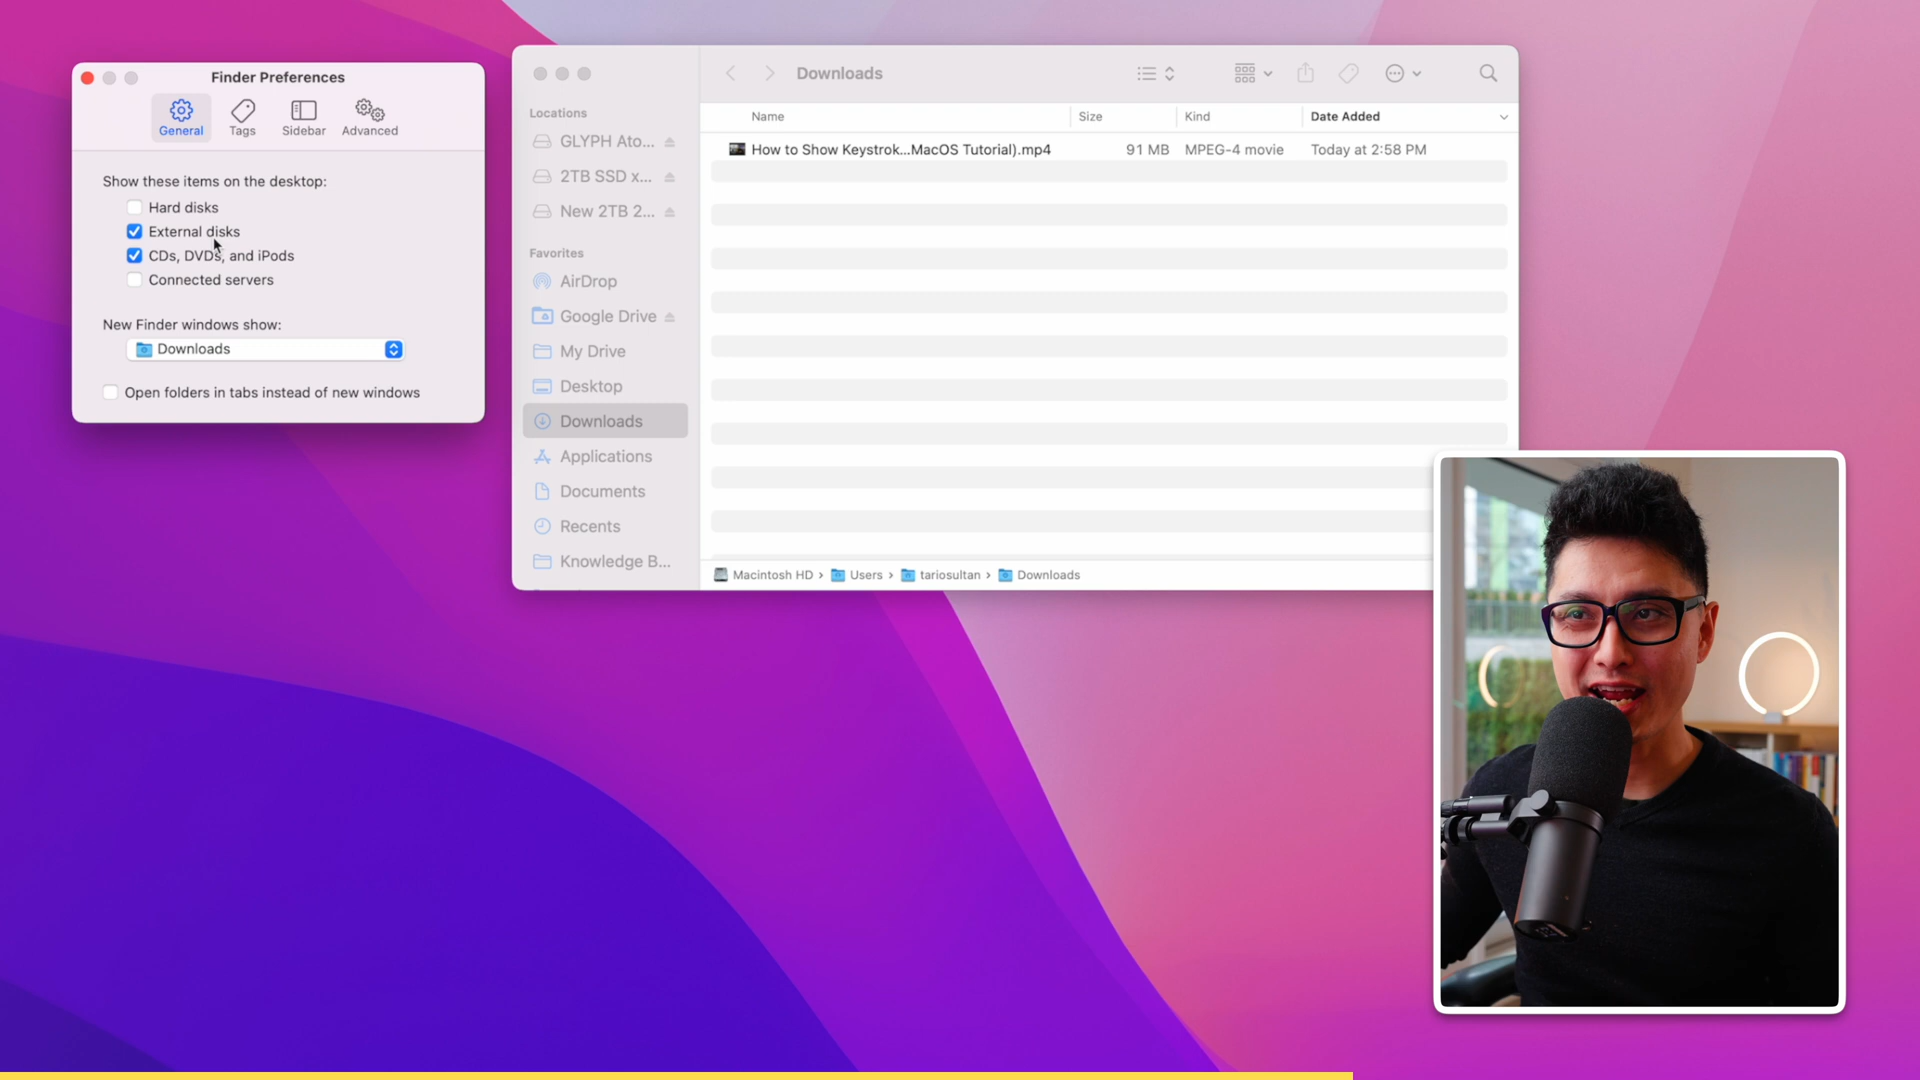 Finder Preferences
General Tags Sidebar Advanced
Show these items on the desktop:
Hard disks
External disks
CDs, DVDs, and iPods
Connected servers
New Finder windows show:
Downloads
Open folders in tabs instead of new windows
Downloads
Locations
GLYPH Ato...
2TB SSD x...
New 2TB 2...
Favorites
AirDrop
Google Drive
My Drive
Desktop
Downloads
Applications
Documents
Recents
Knowledge B...
Name Size Kind Date Added
How to Show Keystrok...MacOS Tutorial).mp4 91 MB MPEG-4 movie Today at 2:58 PM
Macintosh HD › Users › tariosultan › Downloads